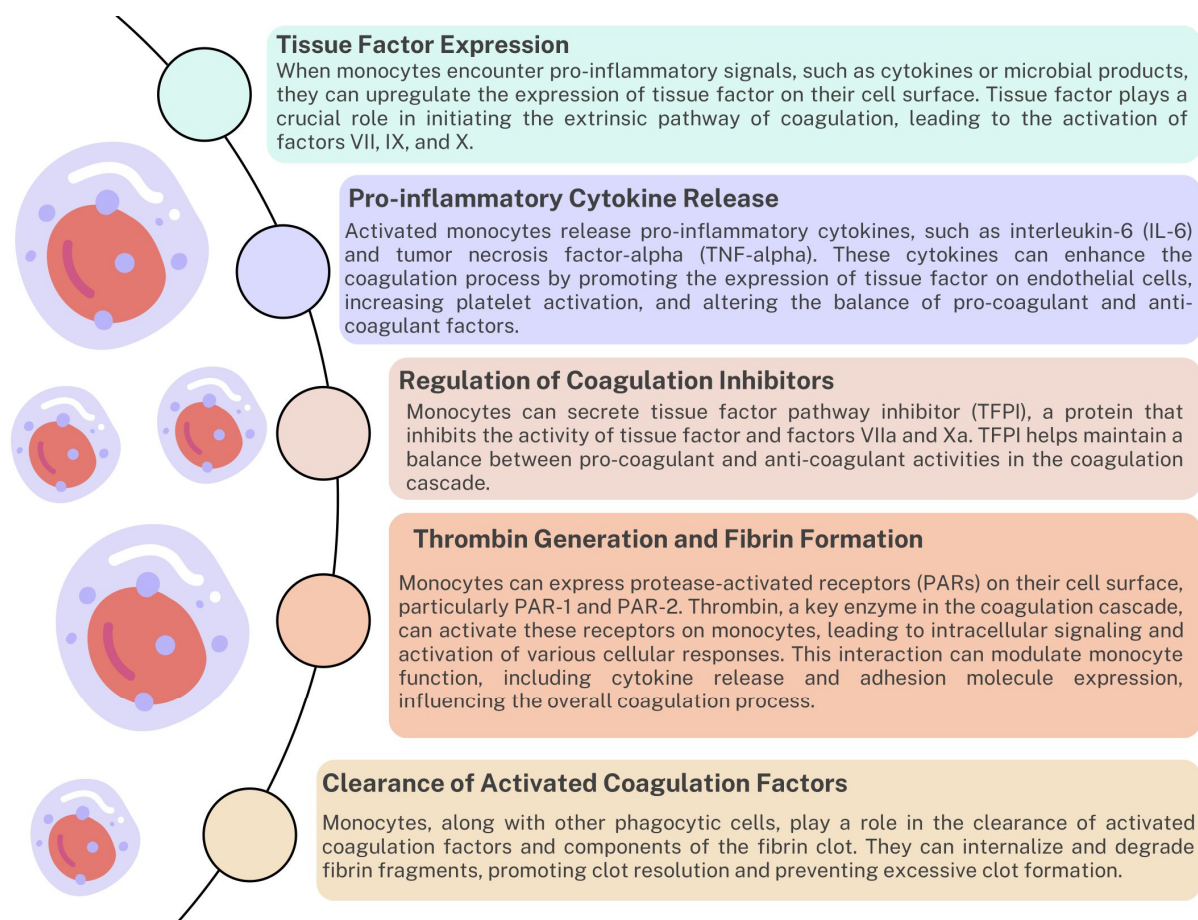 Tissue Factor Expression
When monocytes encounter pro-inflammatory signals, such as cytokines or microbial products,
they can upregulate the expression of tissue factor on their cell surface. Tissue factor plays a
crucial role in initiating the extrinsic pathway of coagulation, leading to the activation of
factors VII, IX, and X.
Pro-inflammatory Cytokine Release
Activated monocytes release pro-inflammatory cytokines, such as interleukin-6 (IL-6)
and tumor necrosis factor-alpha (TNF-alpha). These cytokines can enhance the
coagulation process by promoting the expression of tissue factor on endothelial cells,
increasing platelet activation, and altering the balance of pro-coagulant and anti-
coagulant factors.
Regulation of Coagulation Inhibitors
Monocytes can secrete tissue factor pathway inhibitor (TFPI), a protein that
inhibits the activity of tissue factor and factors VIIa and Xa. TFPI helps maintain a
balance between pro-coagulant and anti-coagulant activities in the coagulation
cascade.
Thrombin Generation and Fibrin Formation
Monocytes can express protease-activated receptors (PARs) on their cell surface,
particularly PAR-1 and PAR-2. Thrombin, a key enzyme in the coagulation cascade,
can activate these receptors on monocytes, leading to intracellular signaling and
activation of various cellular responses. This interaction can modulate monocyte
function, including cytokine release and adhesion molecule expression,
influencing the overall coagulation process.
Clearance of Activated Coagulation Factors
Monocytes, along with other phagocytic cells, play a role in the clearance of activated
coagulation factors and components of the fibrin clot. They can internalize and degrade
fibrin fragments, promoting clot resolution and preventing excessive clot formation.